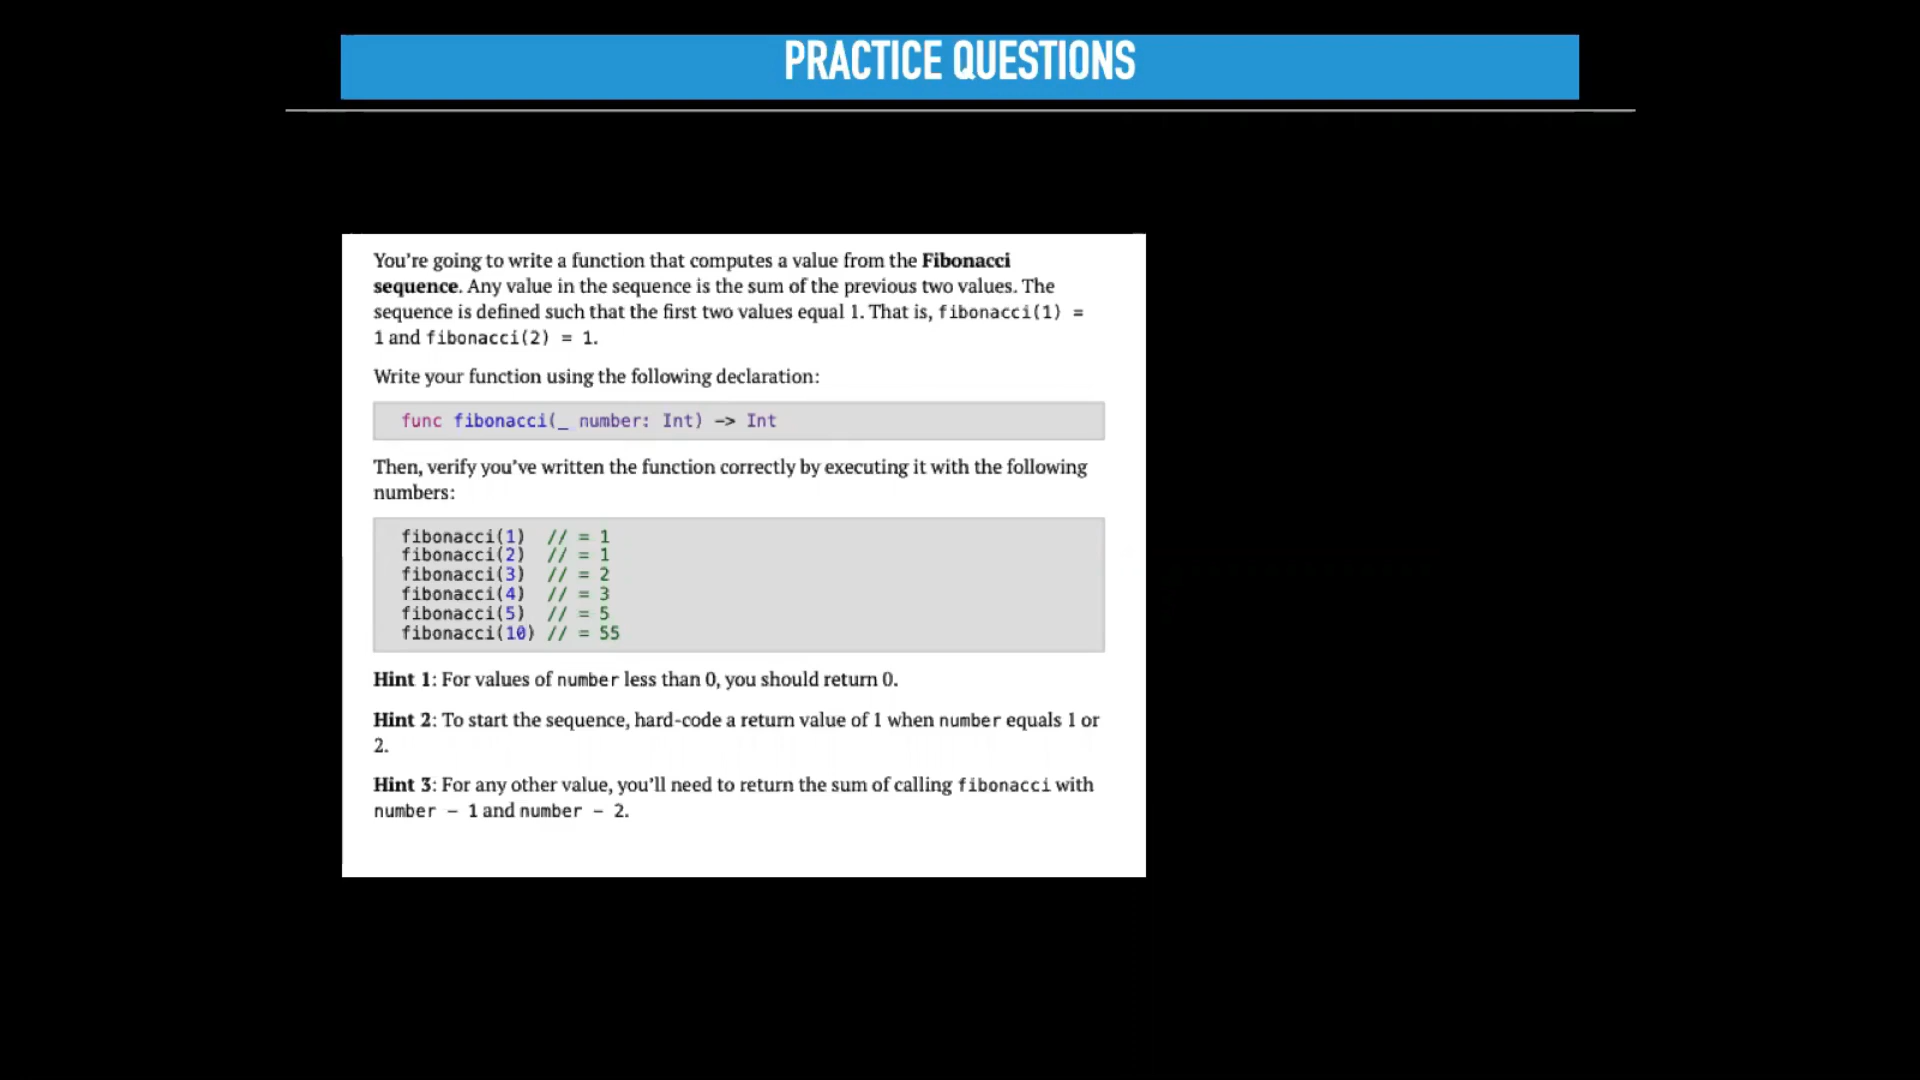 PRACTICE QUESTIONS
You're going to write a function that computes a value from the Fibonacci
sequence. Any value in the sequence is the sum of the previous two values. The
sequence is defined such that the first two values equal 1. That is, fibonacci(1) =
1 and fibonacci(2) = 1.
Write your function using the following declaration:
func fibonacci(_ number: Int) -> Int
Then, verify you've written the function correctly by executing it with the following
numbers:
fibonacci(1)  // = 1
fibonacci(2)  // = 1
fibonacci(3)  // = 2
fibonacci(4)  // = 3
fibonacci(5)  // = 5
fibonacci(10) // = 55
Hint 1: For values of number less than 0, you should return 0.
Hint 2: To start the sequence, hard-code a return value of 1 when number equals 1 or
2.
Hint 3: For any other value, you'll need to return the sum of calling fibonacci with
number - 1 and number - 2.